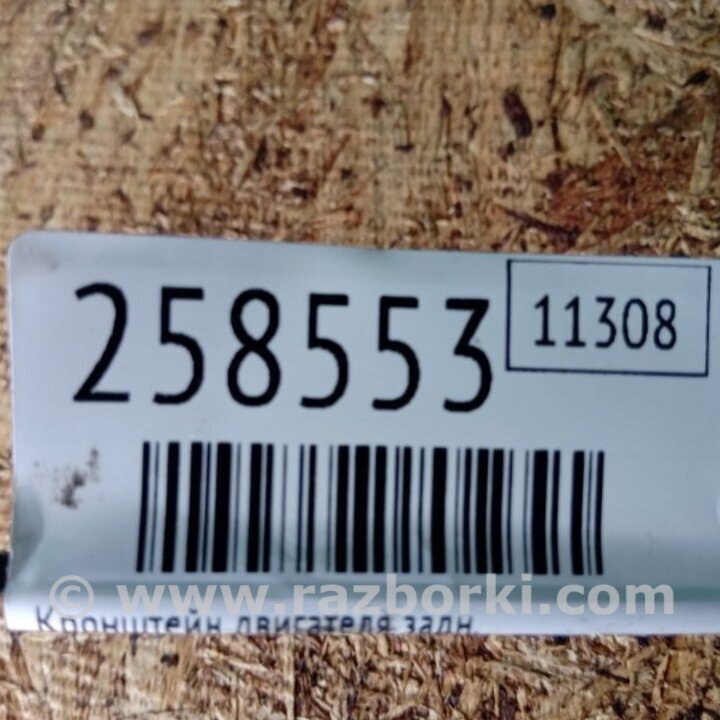 258553
11308
© www.razborki.com
Кронштейн двигателя задн.